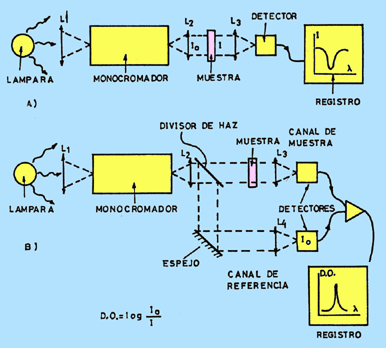 L1
L2
L3
DETECTOR
I₀
I
λ
LAMPARA
MONOCROMADOR
MUESTRA
REGISTRO
A)
DIVISOR DE HAZ
MUESTRA
CANAL DE
MUESTRA
L1
L2
L3
LAMPARA
MONOCROMADOR
DETECTORES
L4
I₀
B)
ESPEJO
CANAL DE
REFERENCIA
D.O.
λ
D.O. = log I₀/I
REGISTRO